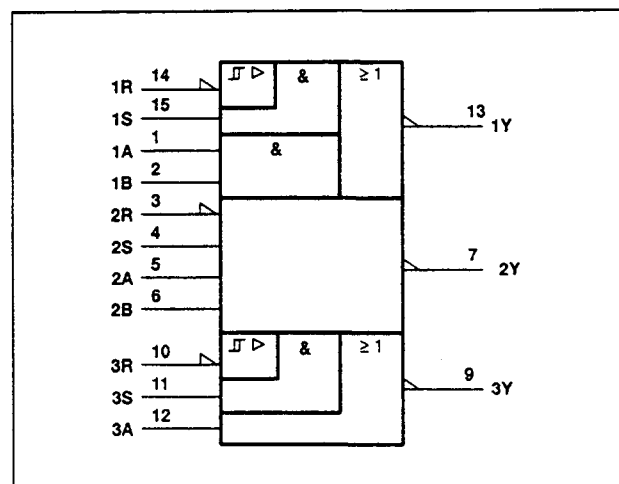 & ≥ 1
1R 14
1S 15
13 1Y
1A 1
&
1B 2
2R 3
2S 4
7 2Y
2A 5
2B 6
& ≥ 1
3R 10
3S 11
9 3Y
3A 12